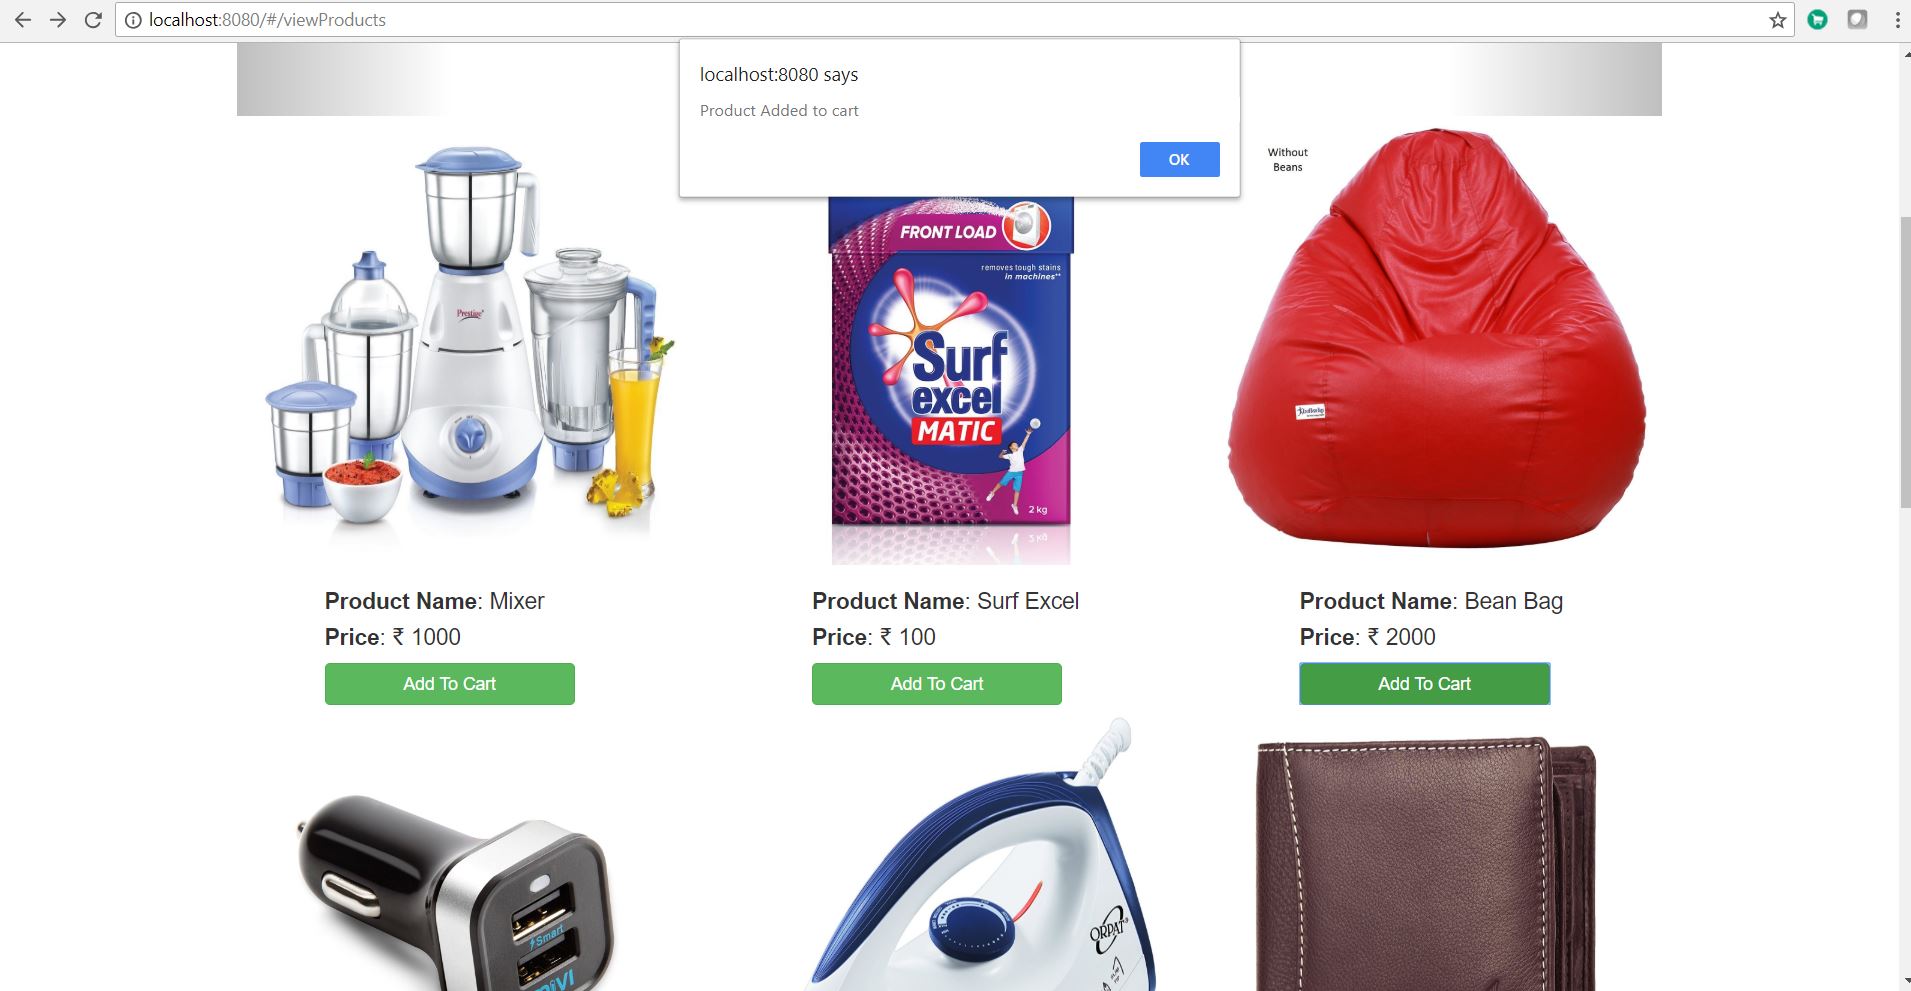 localhost:8080/#/viewProducts
localhost:8080 says
Product Added to cart
OK
Without
Beans
FRONT LOAD
removes tough stains
in machines**
Prestige
Surf
excel
MATIC
2 kg
Product Name: Mixer
Price: ₹ 1000
Add To Cart
Product Name: Surf Excel
Price: ₹ 100
Add To Cart
Product Name: Bean Bag
Price: ₹ 2000
Add To Cart
Smart
ORPAT